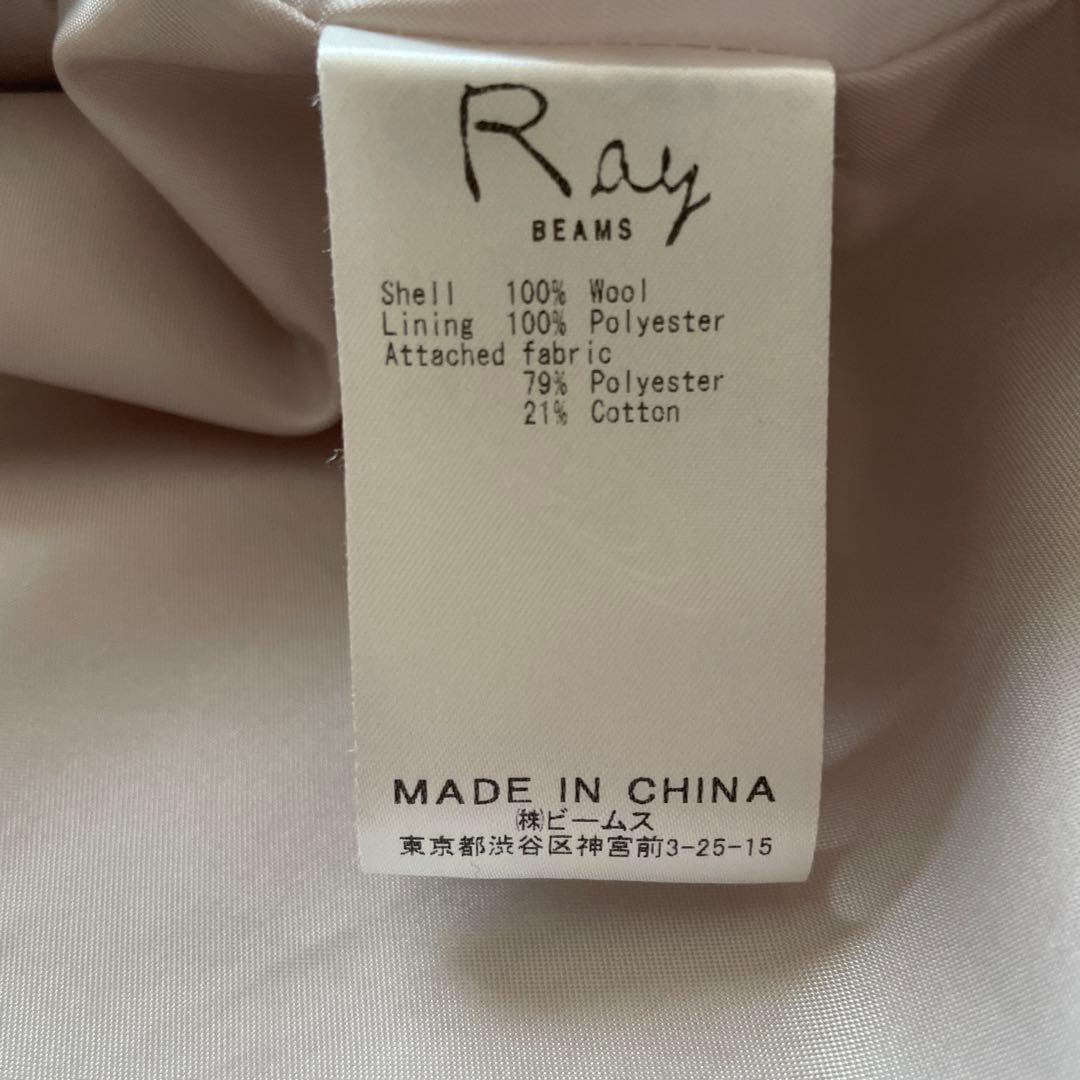 Ray
BEAMS
Shell 100% Wool
Lining 100% Polyester
Attached fabric
79% Polyester
21% Cotton
MADE IN CHINA
㈱ビームス
東京都渋谷区神宮前3-25-15